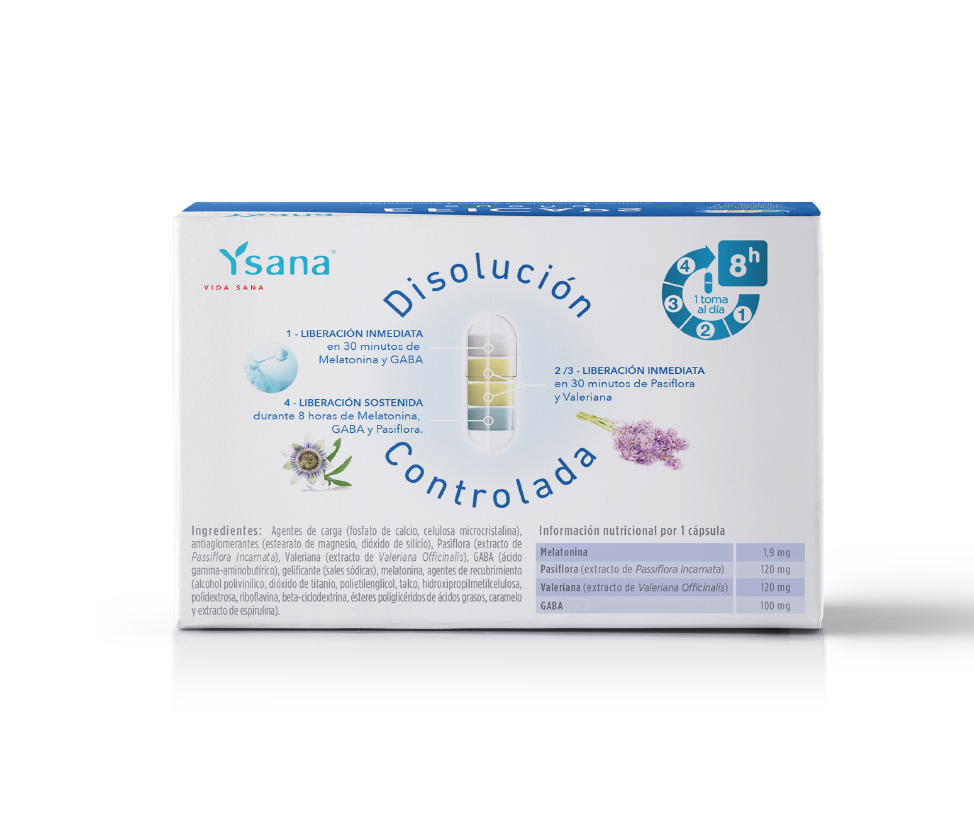 Ysana®
VIDA SANA
Disolución
8h
4
3
2
1
1 toma
al día
1 - LIBERACIÓN INMEDIATA
en 30 minutos de
Melatonina y GABA
2 /3 - LIBERACIÓN INMEDIATA
en 30 minutos de Pasiflora
y Valeriana
4 - LIBERACIÓN SOSTENIDA
durante 8 horas de Melatonina,
GABA y Pasiflora.
Controlada
Ingredientes: Agentes de carga (fosfato de calcio, celulosa microcristalina),
antiaglomerantes (estearato de magnesio, dióxido de silicio), Pasiflora (extracto de
Passiflora Incarnata), Valeriana (extracto de Valeriana Officinalis), GABA (ácido
gamma-aminobutírico), gelificante (sales sódicas), melatonina, agentes de recubrimiento
(alcohol polivinílico, dióxido de titanio, polietilenglicol, talco, hidroxipropilmetilcelulosa,
polidextrosa, riboflavina, beta-ciclodextrina, ésteres poliglicéridos de ácidos grasos, caramelo
y extracto de espirulina).
Información nutricional por 1 cápsula
Melatonina 1,9 mg
Pasiflora (extracto de Passiflora Incarnata) 120 mg
Valeriana (extracto de Valeriana Officinalis) 120 mg
GABA 100 mg